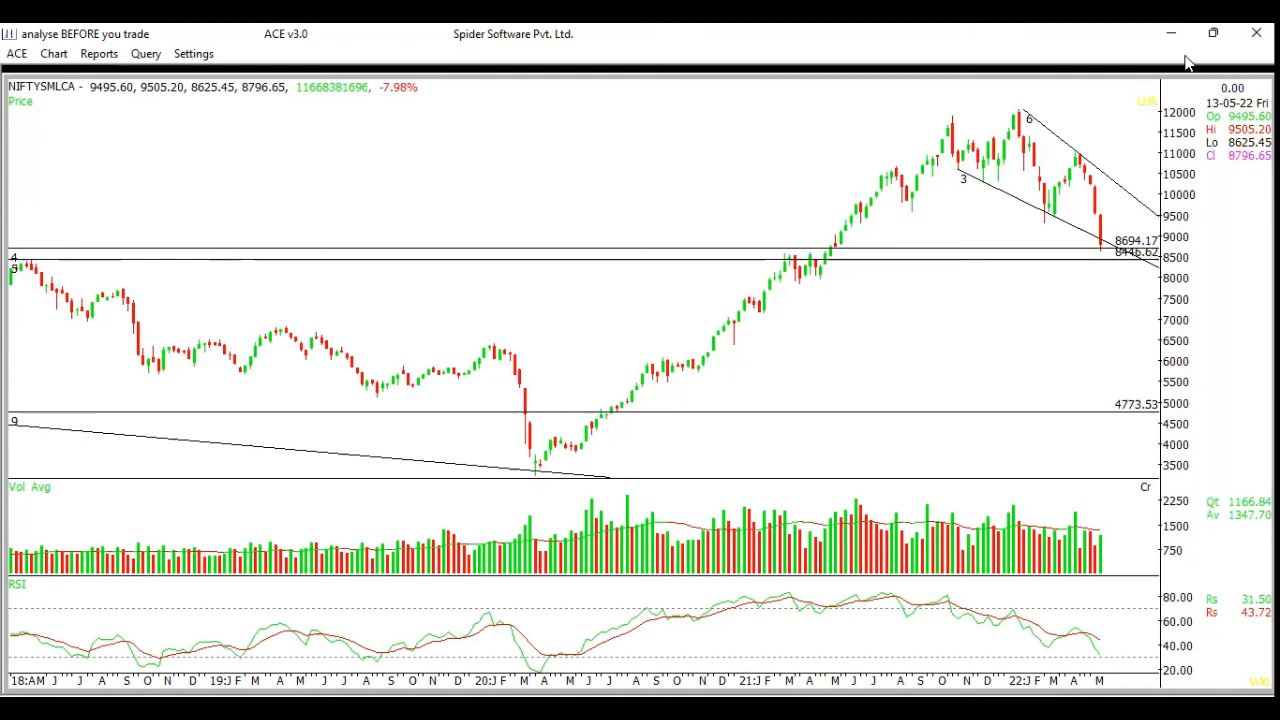 analyse BEFORE you trade ACE v3.0 Spider Software Pvt. Ltd.
ACE Chart Reports Query Settings
NIFTYSMLCA - 9495.60, 9505.20, 8625.45, 8796.65, 11668381696, -7.98%
Price
0.00
13-05-22 Fri
Op 9495.60
Hi 9505.20
Lo 8625.45
Cl 8796.65
12000
11500
11000
10500
10000
9500
9000
8500
8000
7500
7000
6500
6000
5500
5000
4500
4000
3500
6
3
8694.17
8446.62
4
5
4773.53
9
Vol Avg Cr
2250
1500
750
Qt 1166.84
Av 1347.70
RSI
80.00
60.00
40.00
20.00
Rs 31.50
Rs 43.72
18:AM J J A S O N D 19:J F M A M J J A S O N D 20:J F M A M J J A S O N D 21:J F M A M J J A S O N D 22:J F M A M